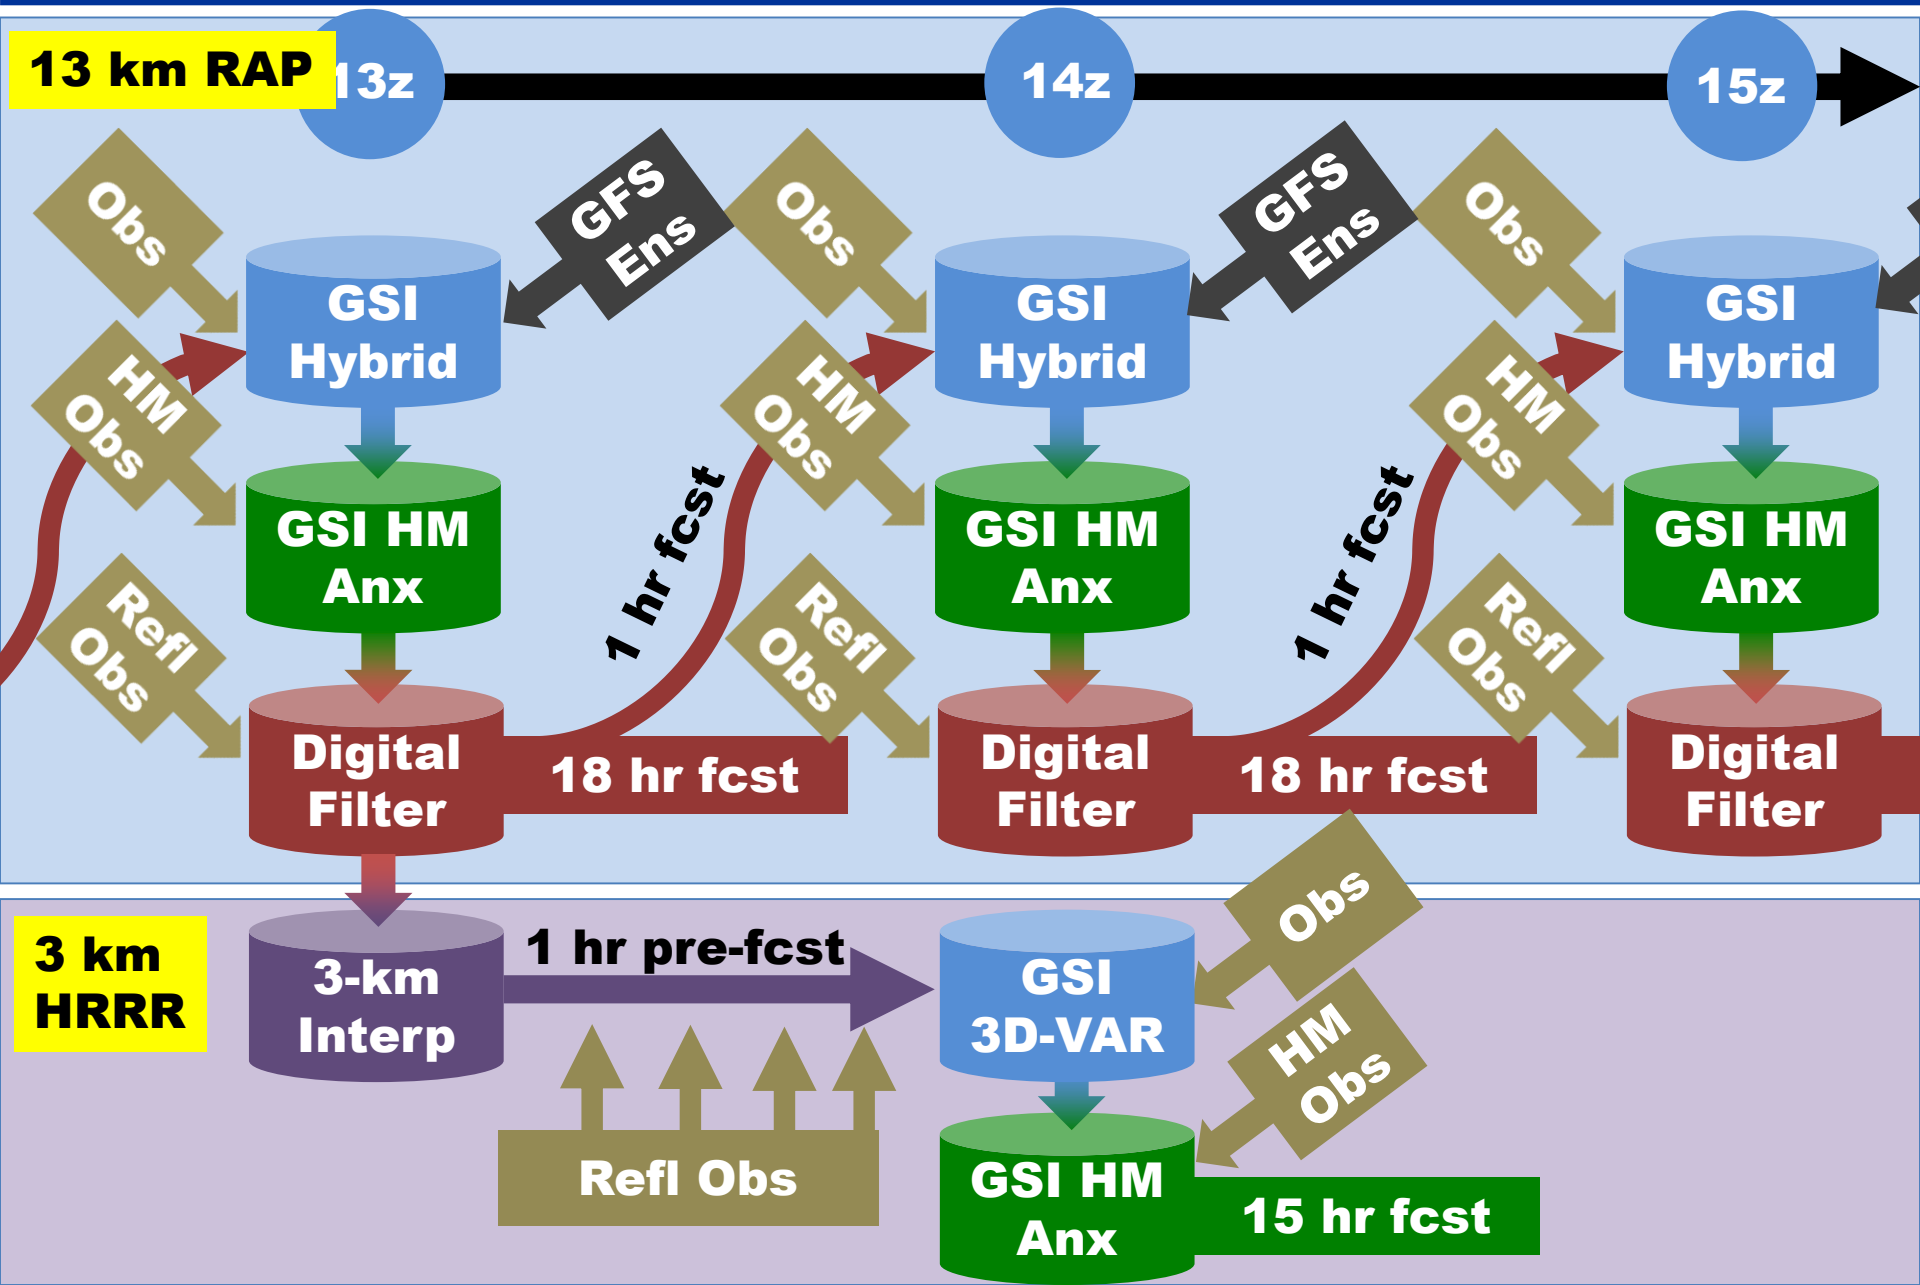 13 km RAP
13z
14z
15z
Obs
GFS
Ens
Obs
GFS
Ens
Obs
GSI
Hybrid
GSI
Hybrid
GSI
Hybrid
HM
Obs
HM
Obs
HM
Obs
1 hr fcst
1 hr fcst
GSI HM
Anx
GSI HM
Anx
GSI HM
Anx
Refl
Obs
Refl
Obs
Refl
Obs
Digital
Filter
18 hr fcst
Digital
Filter
18 hr fcst
Digital
Filter
3 km
HRRR
3-km
Interp
1 hr pre-fcst
GSI
3D-VAR
Obs
HM
Obs
Refl Obs
GSI HM
Anx
15 hr fcst